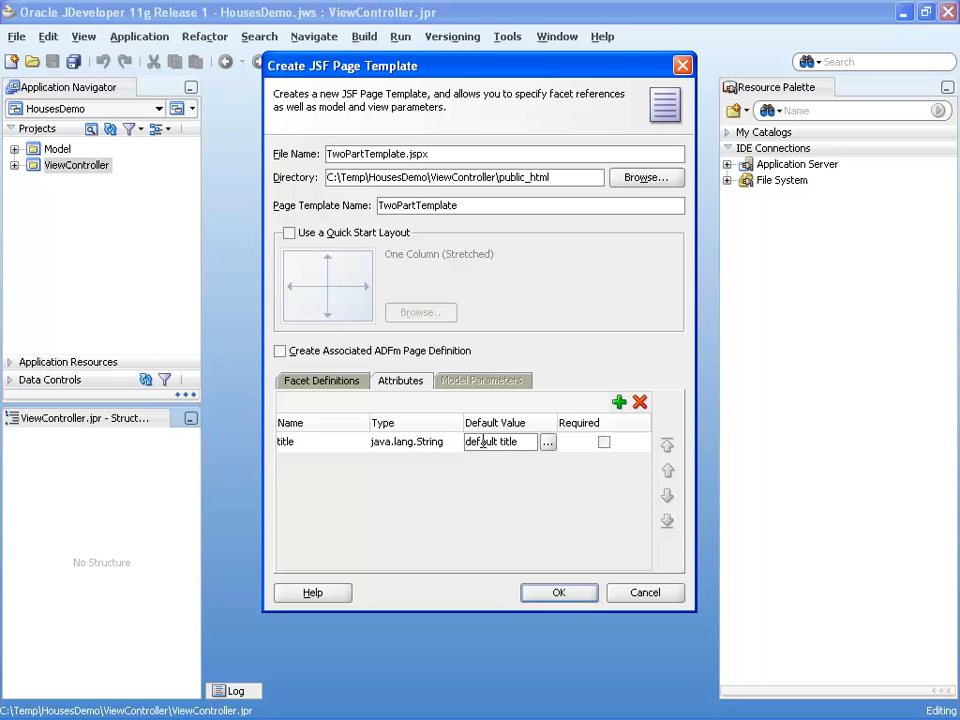 Oracle JDeveloper 11g Release 1 - HousesDemo.jws : ViewController.jpr
File Edit View Application Refactor Search Navigate Build Run Versioning Tools Window Help
Search
Application Navigator
HousesDemo
Projects
Model
ViewController
Application Resources
Data Controls
ViewController.jpr - Struct...
No Structure
Create JSF Page Template
Creates a new JSF Page Template, and allows you to specify facet references
as well as model and view parameters.
File Name: TwoPartTemplate.jspx
Directory: C:\Temp\HousesDemo\ViewController\public_html Browse...
Page Template Name: TwoPartTemplate
Use a Quick Start Layout
One Column (Stretched)
Browse..
Create Associated ADFm Page Definition
Facet Definitions Attributes Model Parameters
Name Type Default Value Required
title java.lang.String default title ...
Help OK Cancel
Resource Palette
Name
My Catalogs
IDE Connections
Application Server
File System
Log
C:\Temp\HousesDemo\ViewController\ViewController.jpr
Editing